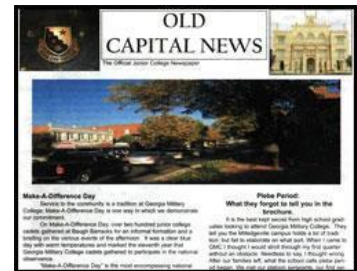 OLD
CAPITAL NEWS
The Official Junior College Newspaper
Make-A-Difference Day
Service to the community is a tradition at Georgia Military
College; Make-A-Difference Day is one way in which we demonstrate
our commitment.
On Make-A-Difference Day, over two hundred junior college
cadets gathered at Baugh Barracks for an informal formation and a
briefing on the various events of the afternoon. It was a clear blue
day with warm temperatures and marked the eleventh year that
Georgia Military College cadets gathered to participate in the national
observance.
"Make-A-Difference Day" is the most encompassing national
Plebe Period:
What they forgot to tell you in the
brochure.
It is the best kept secret from high school grad-
uates looking to attend Georgia Military College. They
tell you the Milledgeville campus holds a lot of tradi-
tion but fail to elaborate on what part. When I came to
GMC I thought I would stroll through my first quarter
without an obstacle. Needless to say, I thought wrong.
After our families left, what the school calls plebe peri-
od began. We met our